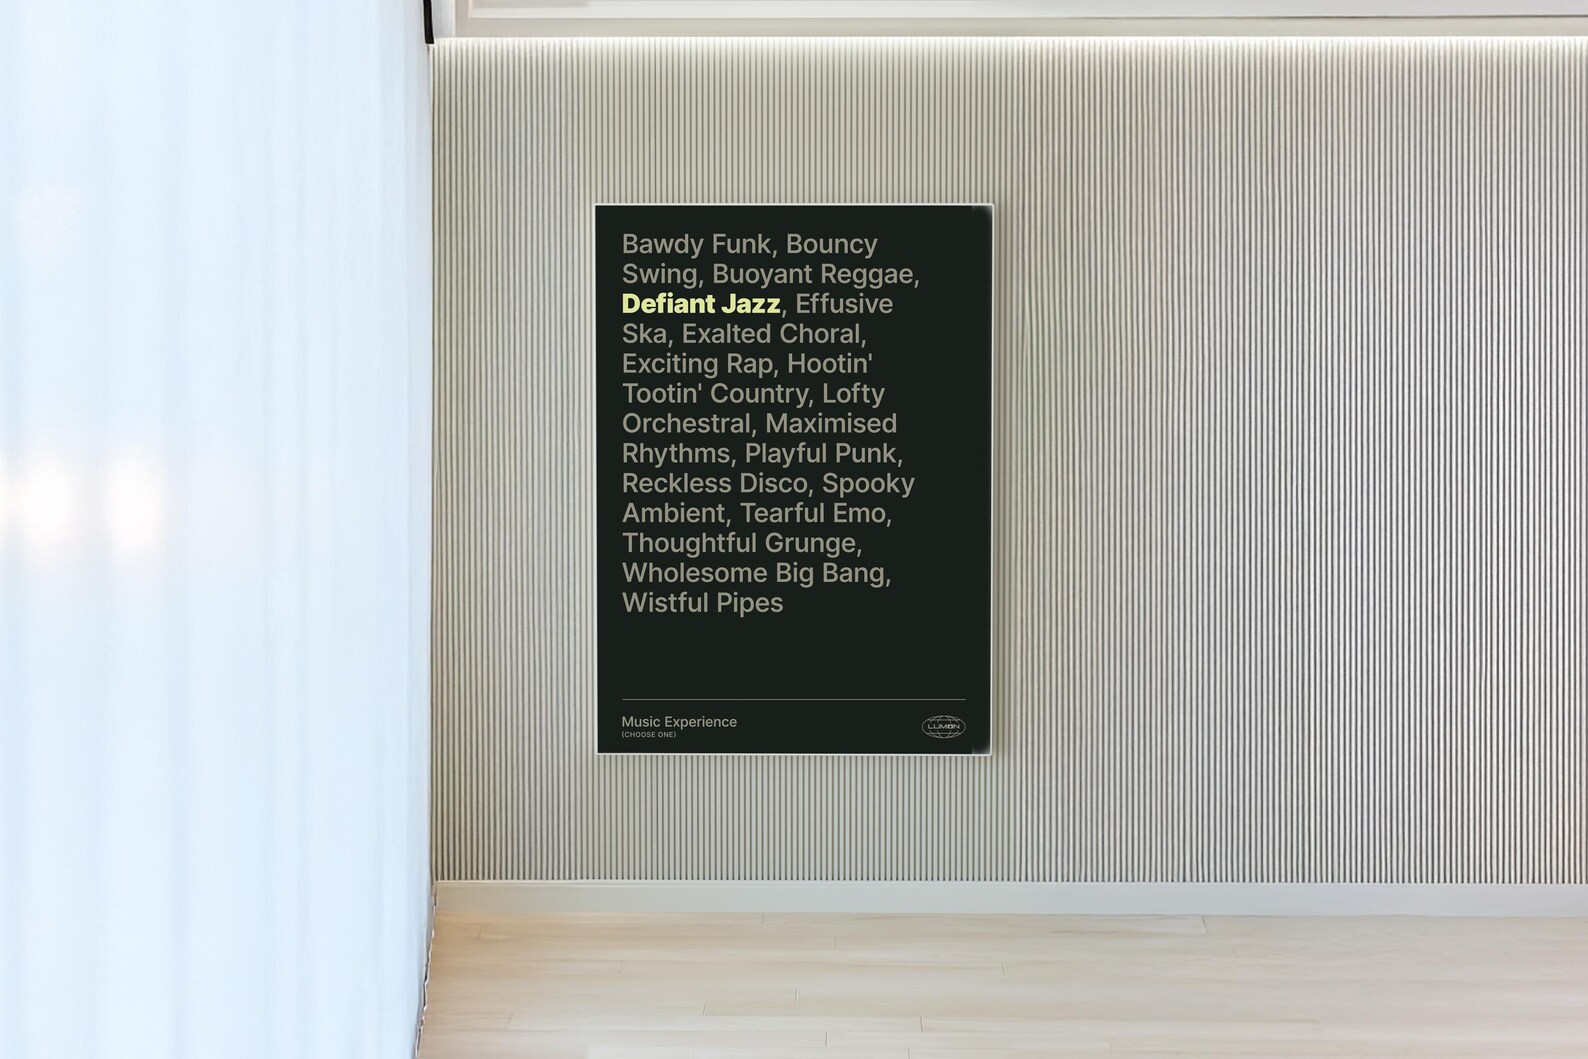 Bawdy Funk, Bouncy
Swing, Buoyant Reggae,
Defiant Jazz, Effusive
Ska, Exalted Choral,
Exciting Rap, Hootin'
Tootin' Country, Lofty
Orchestral, Maximised
Rhythms, Playful Punk,
Reckless Disco, Spooky
Ambient, Tearful Emo,
Thoughtful Grunge,
Wholesome Big Bang,
Wistful Pipes
Music Experience
(CHOOSE ONE)
LUMON